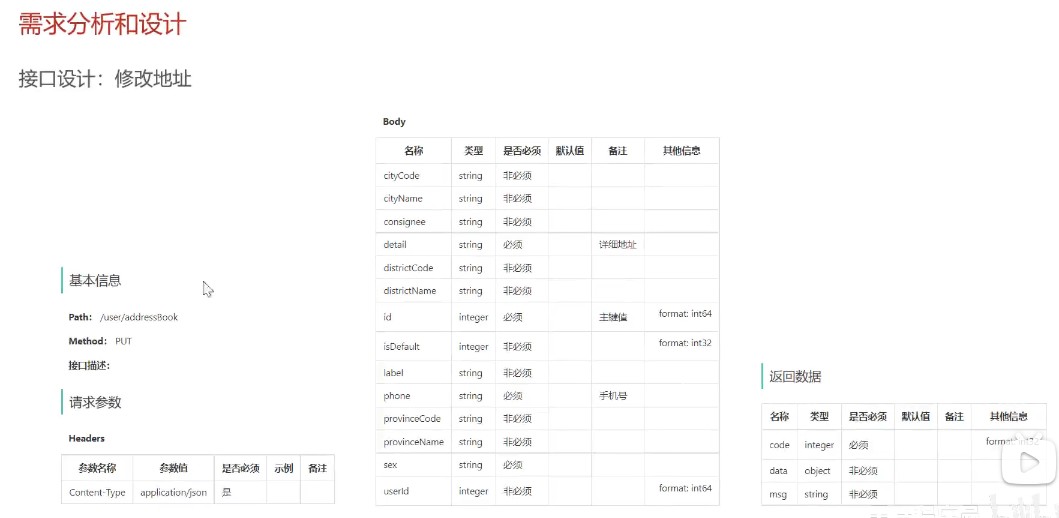 需求分析和设计
接口设计：修改地址
基本信息
Path： /user/addressBook
Method： PUT
接口描述：
请求参数
Headers
参数名称 参数值 是否必须 示例 备注
Content-Type application/json 是
Body
名称 类型 是否必须 默认值 备注 其他信息
cityCode string 非必须
cityName string 非必须
consignee string 非必须
detail string 必须 详细地址
districtCode string 非必须
districtName string 非必须
id integer 必须 主键值 format: int64
isDefault integer 非必须 format: int32
label string 非必须
phone string 必须 手机号
provinceCode string 非必须
provinceName string 非必须
sex string 必须
userId integer 非必须 format: int64
返回数据
名称 类型 是否必须 默认值 备注 其他信息
code integer 必须 format: int32
data object 非必须
msg string 非必须